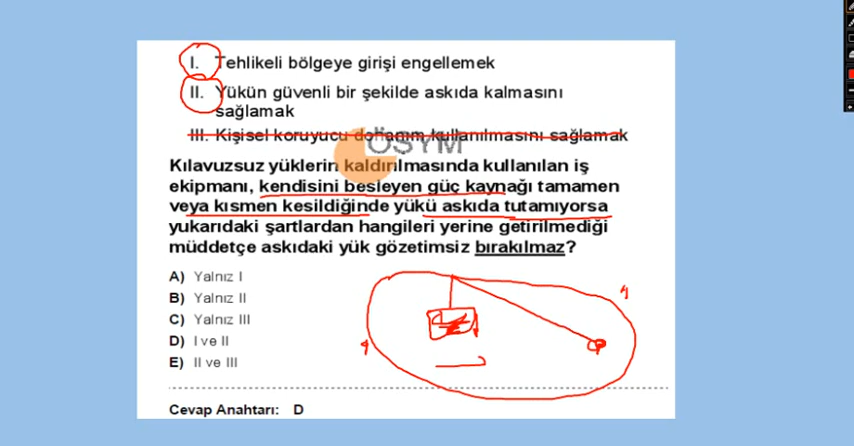 I. Tehlikeli bölgeye girişi engellemek
II. Yükün güvenli bir şekilde askıda kalmasını
sağlamak
III. Kişisel koruyucu donanım kullanılmasını sağlamak
ÖSYM
Kılavuzsuz yüklerin kaldırılmasında kullanılan iş
ekipmanı, kendisini besleyen güç kaynağı tamamen
veya kısmen kesildiğinde yükü askıda tutamıyorsa
yukarıdaki şartlardan hangileri yerine getirilmediği
müddetçe askıdaki yük gözetimsiz bırakılmaz?
A) Yalnız I
B) Yalnız II
C) Yalnız III
D) I ve II
E) II ve III
Cevap Anahtarı: D